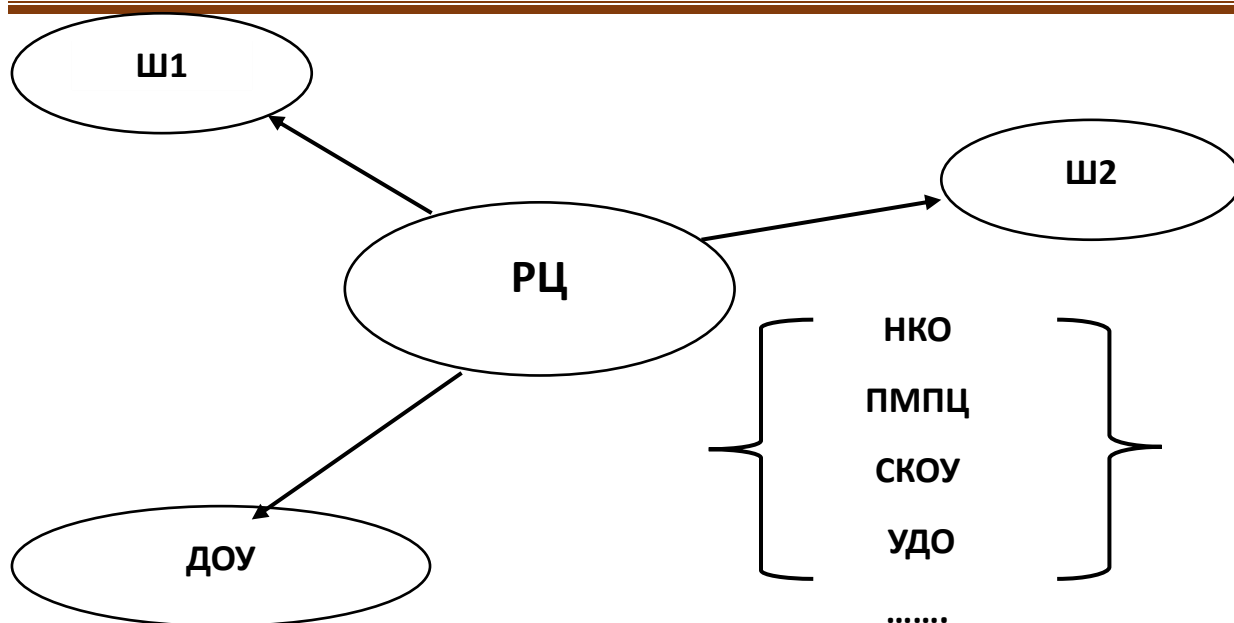 Ш1
Ш2
РЦ
НКО
ПМПЦ
СКОУ
УДО
ДОУ
.......